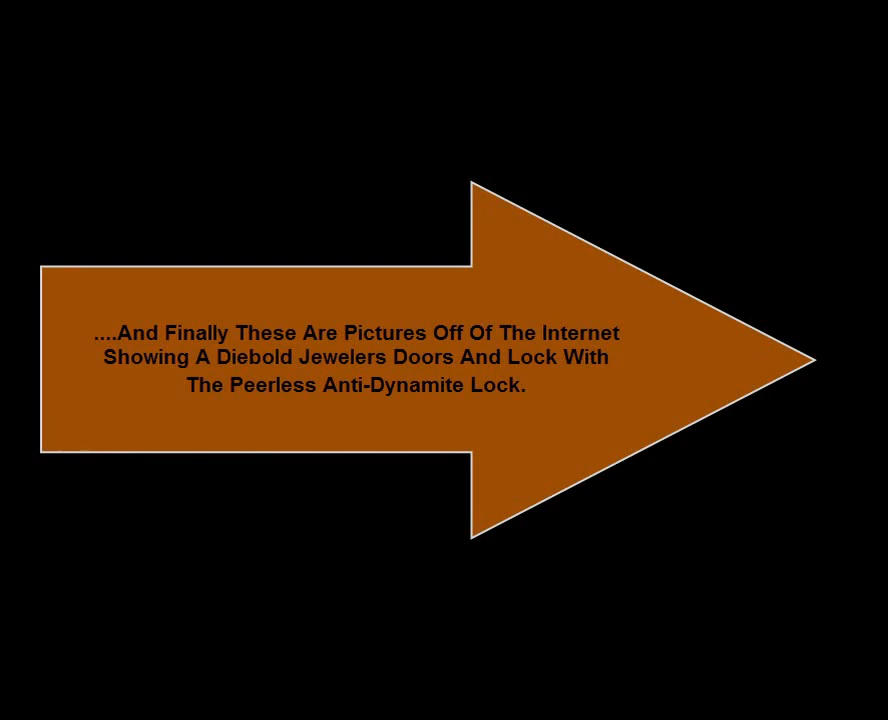 ....And Finally These Are Pictures Off Of The Internet
Showing A Diebold Jewelers Doors And Lock With
The Peerless Anti-Dynamite Lock.